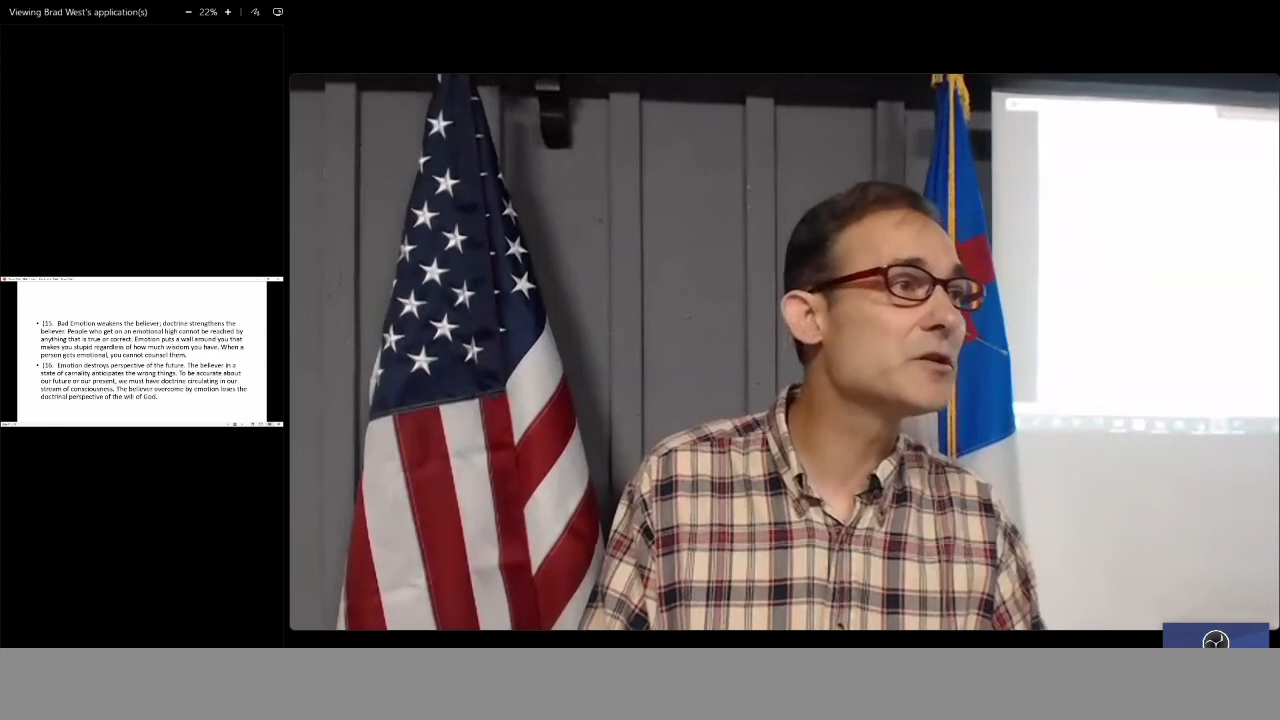 Viewing Brad West's application(s)
22%
• (15. Bad Emotion weakens the believer; doctrine strengthens the
believer. People who get on an emotional high cannot be reached by
anything that is true or correct. Emotion puts a wall around you that
makes you stupid regardless of how much wisdom you have. When a
person gets emotional, you cannot counsel them.
• (16. Emotion destroys perspective of the future. The believer in a
state of carnality anticipates the wrong things. To be accurate about
our future or our present, we must have doctrine circulating in our
stream of consciousness. The believer overcome by emotion loses the
doctrinal perspective of the will of God.